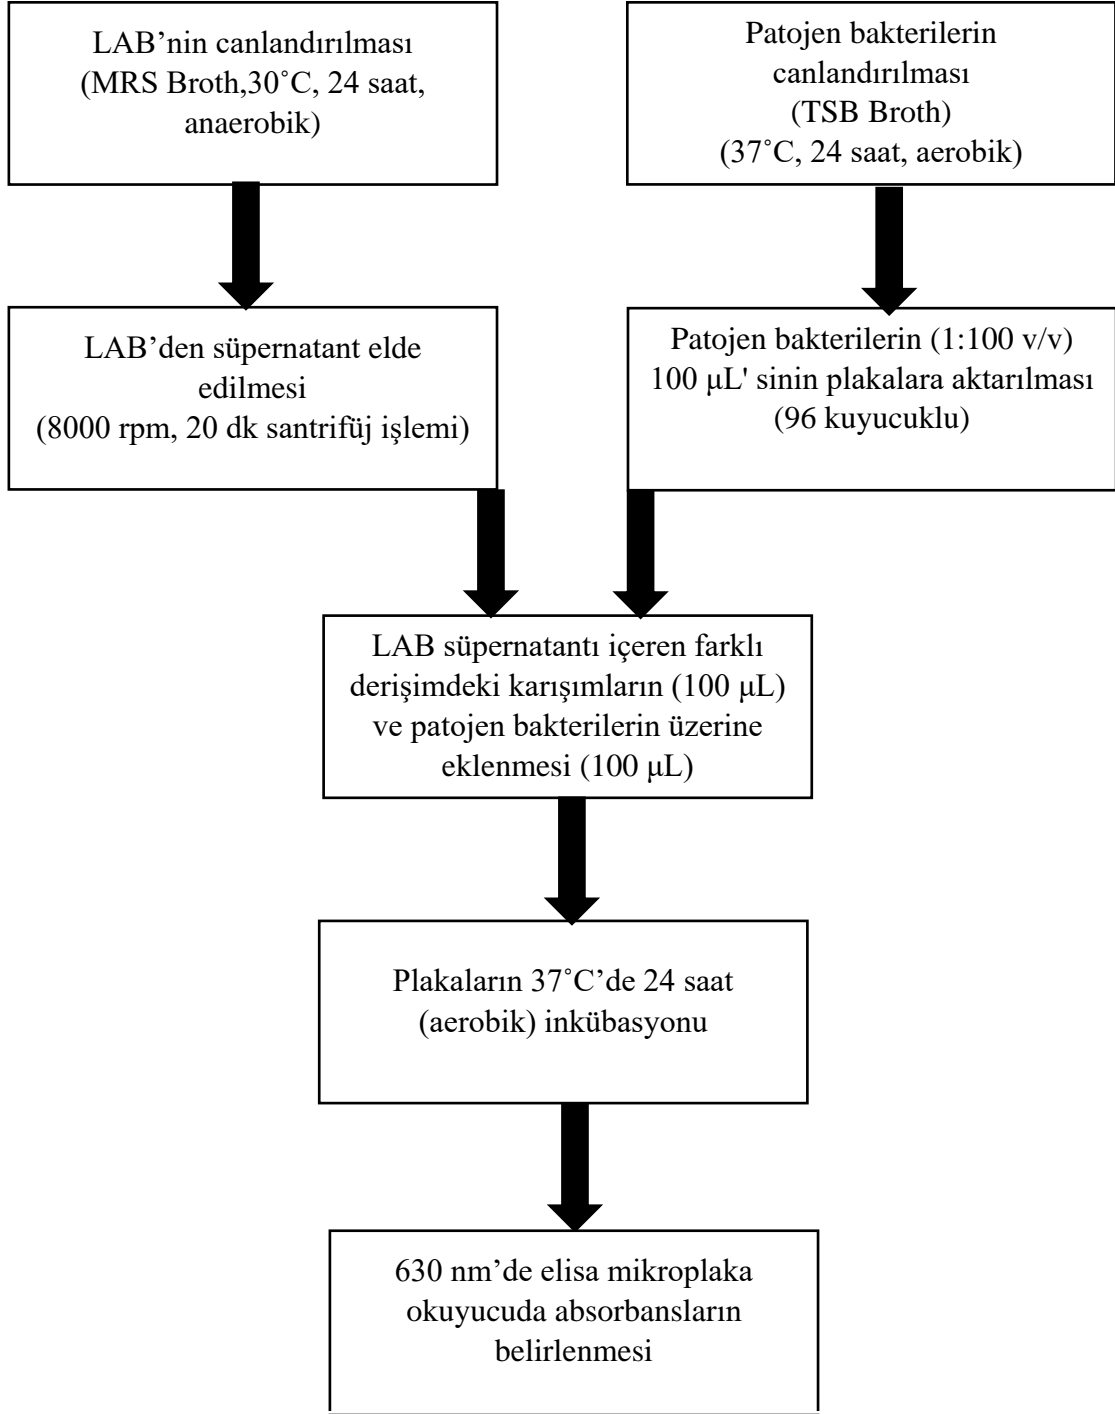 LAB’nin canlandırılması
(MRS Broth,30˚C, 24 saat,
anaerobik)
Patojen bakterilerin
canlandırılması
(TSB Broth)
(37˚C, 24 saat, aerobik)
LAB’den süpernatant elde
edilmesi
(8000 rpm, 20 dk santrifüj işlemi)
Patojen bakterilerin (1:100 v/v)
100 μL' sinin plakalara aktarılması
(96 kuyucuklu)
LAB süpernatantı içeren farklı
derişimdeki karışımların (100 μL)
ve patojen bakterilerin üzerine
eklenmesi (100 μL)
Plakaların 37˚C’de 24 saat
(aerobik) inkübasyonu
630 nm’de elisa mikroplaka
okuyucuda absorbansların
belirlenmesi